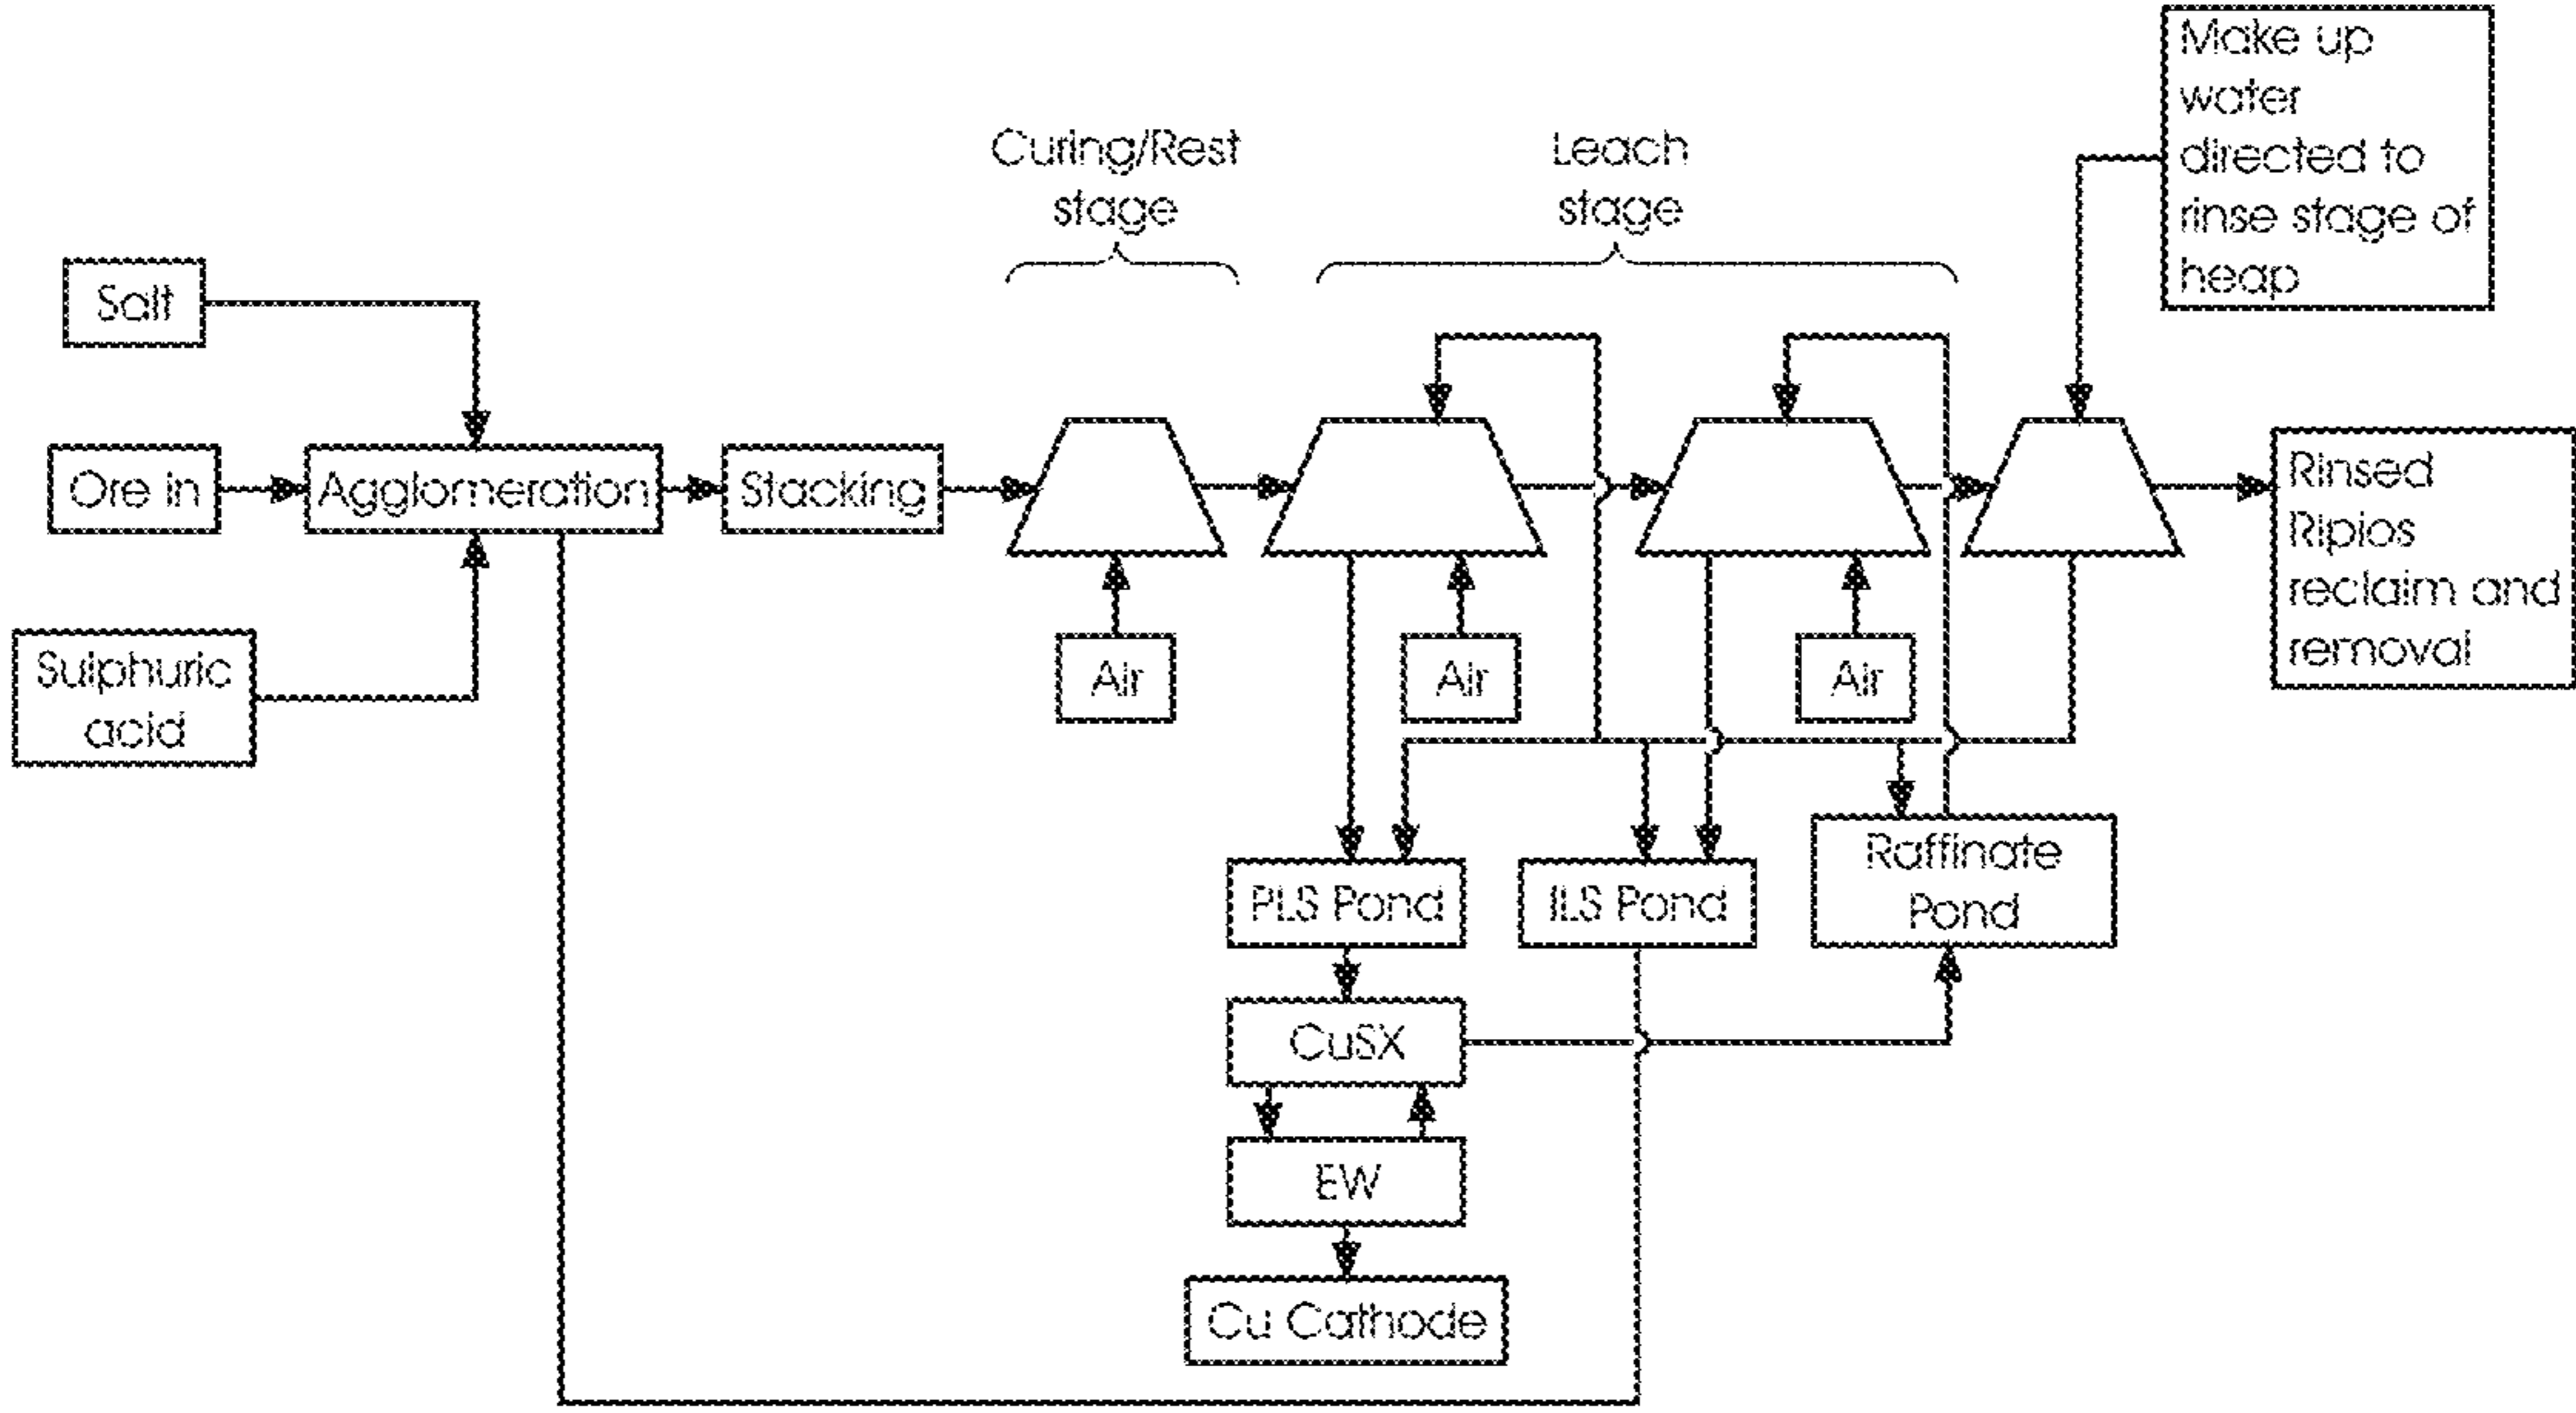 Make up
water
directed to
rinse stage of
heap
Curing/Rest
stage
Leach
stage
Salt
Ore in
Agglomeration
Stacking
Rinsed
Ripios
reclaim and
removal
Sulphuric
acid
Air
Air
Air
PLS Pond
ILS Pond
Raffinate
Pond
CuSX
EW
Cu Cathode